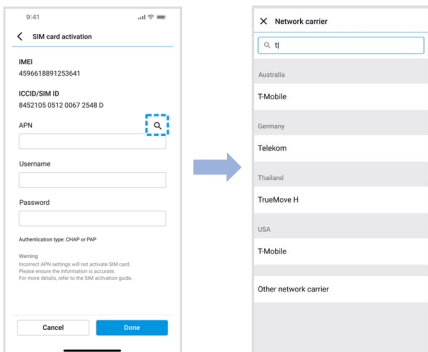 9:41
SIM card activation
IMEI
4596618891253641
ICCID/SIM ID
8452105 0512 0067 2548 D
APN
Username
Password
Authentication type: CHAP or PAP
Warning
Incorrect APN settings will not activate SIM card.
Please ensure the information is accurate.
For more details, refer to the SIM activation guide.
Cancel
Done
Network carrier
t
Australia
T-Mobile
Germany
Telekom
Thailand
TrueMove H
USA
T-Mobile
Other network carrier